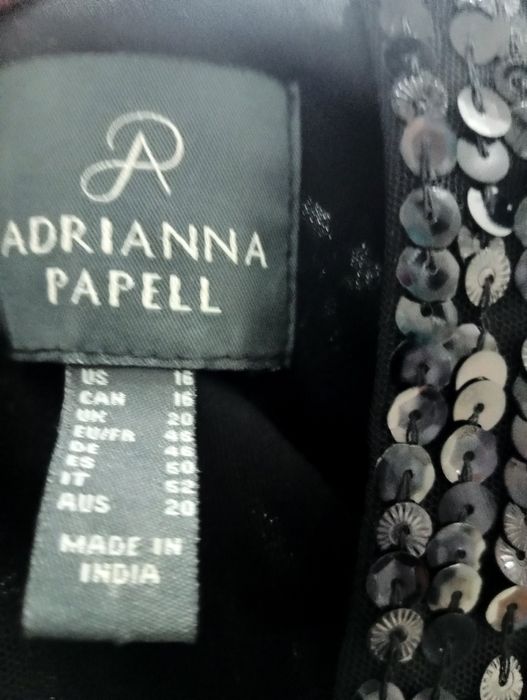 AP
ADRIANNA
PAPELL
US 16
CAN 16
UK 20
EU/FR 46
DE 46
ES 50
IT 52
AUS 20
MADE IN
INDIA